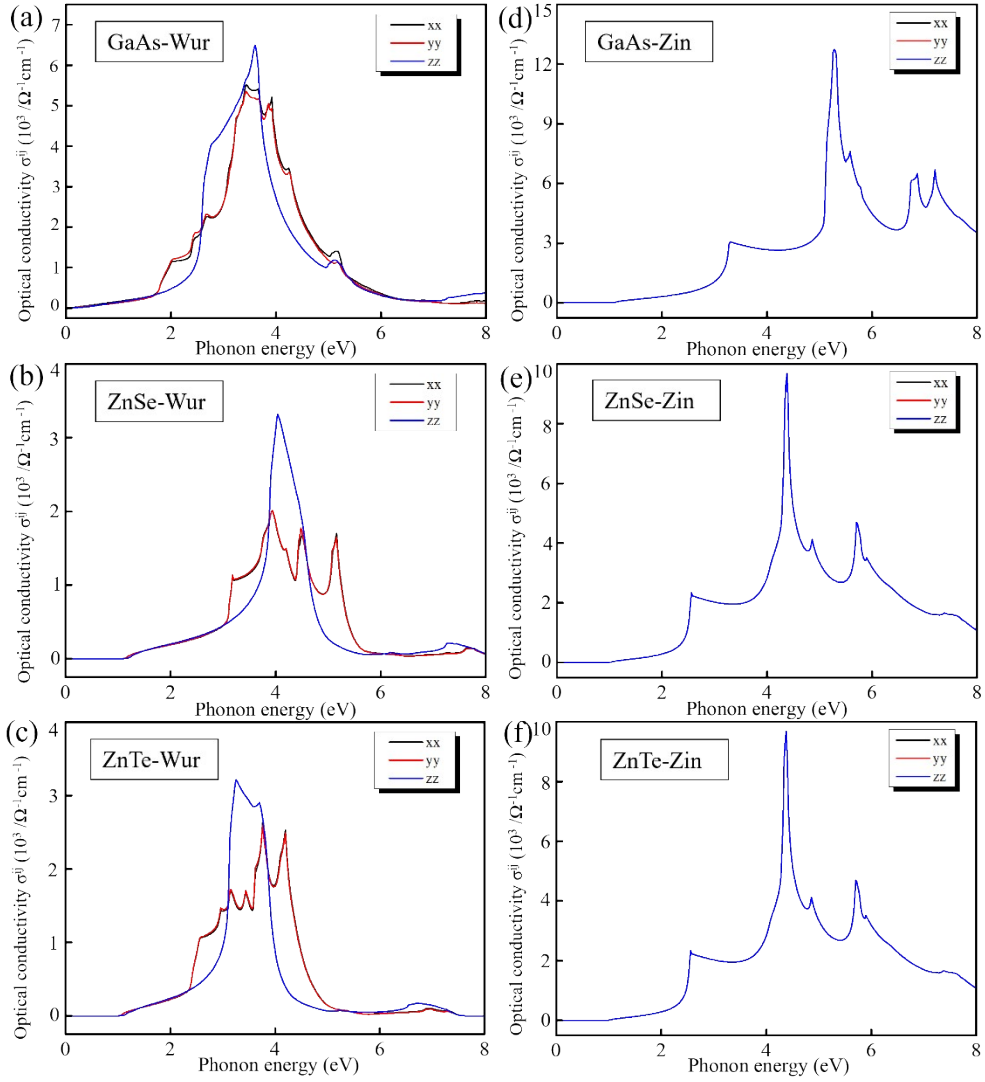 (a)
GaAs-Wur
xx
yy
zz
Optical conductivity σ^ij (10^3 /Ω^-1cm^-1)
7
6
5
4
3
2
1
0
0 2 4 6 8
Phonon energy (eV)
(d)
GaAs-Zin
xx
yy
zz
Optical conductivity σ^ij (10^3 /Ω^-1cm^-1)
15
12
9
6
3
0
0 2 4 6 8
Phonon energy (eV)
(b)
ZnSe-Wur
xx
yy
zz
Optical conductivity σ^ij (10^3 /Ω^-1cm^-1)
4
3
2
1
0
0 2 4 6 8
Phonon energy (eV)
(e)
ZnSe-Zin
xx
yy
zz
Optical conductivity σ^ij (10^3 /Ω^-1cm^-1)
10
8
6
4
2
0
0 2 4 6 8
Phonon energy (eV)
(c)
ZnTe-Wur
xx
yy
zz
Optical conductivity σ^ij (10^3 /Ω^-1cm^-1)
4
3
2
1
0
0 2 4 6 8
Phonon energy (eV)
(f)
ZnTe-Zin
xx
yy
zz
Optical conductivity σ^ij (10^3 /Ω^-1cm^-1)
10
8
6
4
2
0
0 2 4 6 8
Phonon energy (eV)